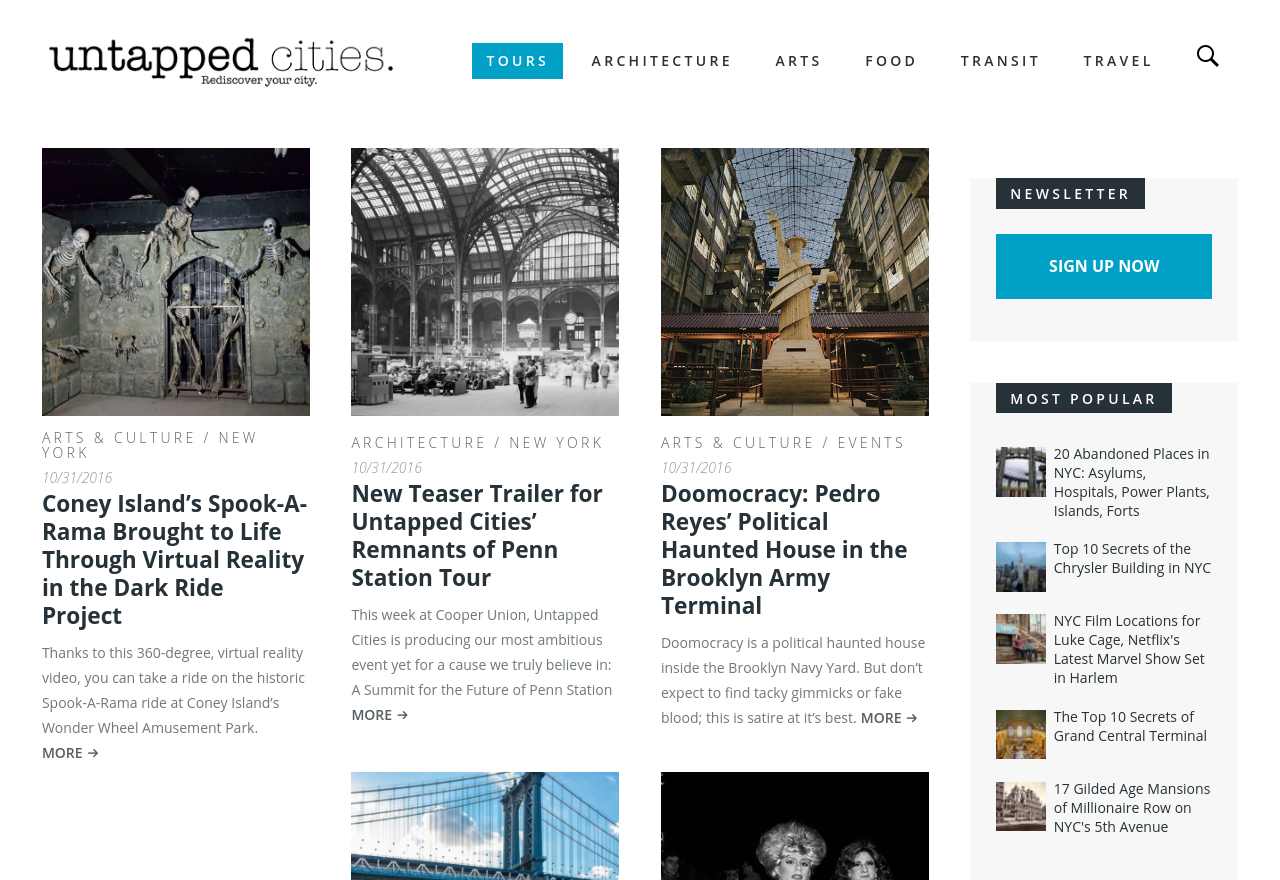 untapped cities.
Rediscover your city.
TOURS
ARCHITECTURE
ARTS
FOOD
TRANSIT
TRAVEL
ARTS & CULTURE / NEW
YORK
10/31/2016
Coney Island’s Spook-A-
Rama Brought to Life
Through Virtual Reality
in the Dark Ride
Project
Thanks to this 360-degree, virtual reality
video, you can take a ride on the historic
Spook-A-Rama ride at Coney Island’s
Wonder Wheel Amusement Park.
MORE →
ARCHITECTURE / NEW YORK
10/31/2016
New Teaser Trailer for
Untapped Cities’
Remnants of Penn
Station Tour
This week at Cooper Union, Untapped
Cities is producing our most ambitious
event yet for a cause we truly believe in:
A Summit for the Future of Penn Station
MORE →
ARTS & CULTURE / EVENTS
10/31/2016
Doomocracy: Pedro
Reyes’ Political
Haunted House in the
Brooklyn Army
Terminal
Doomocracy is a political haunted house
inside the Brooklyn Navy Yard. But don’t
expect to find tacky gimmicks or fake
blood; this is satire at it’s best. MORE →
NEWSLETTER
SIGN UP NOW
MOST POPULAR
20 Abandoned Places in
NYC: Asylums,
Hospitals, Power Plants,
Islands, Forts
Top 10 Secrets of the
Chrysler Building in NYC
NYC Film Locations for
Luke Cage, Netflix's
Latest Marvel Show Set
in Harlem
The Top 10 Secrets of
Grand Central Terminal
17 Gilded Age Mansions
of Millionaire Row on
NYC's 5th Avenue